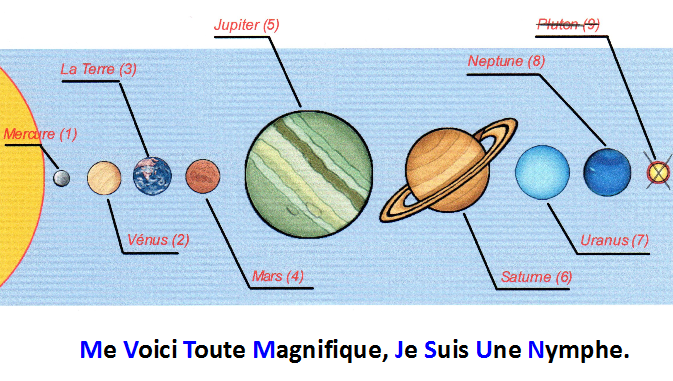 Jupiter (5)
Pluton (9)
La Terre (3)
Neptune (8)
Mercure (1)
Vénus (2)
Uranus (7)
Mars (4)
Saturne (6)
Me Voici Toute Magnifique, Je Suis Une Nymphe.